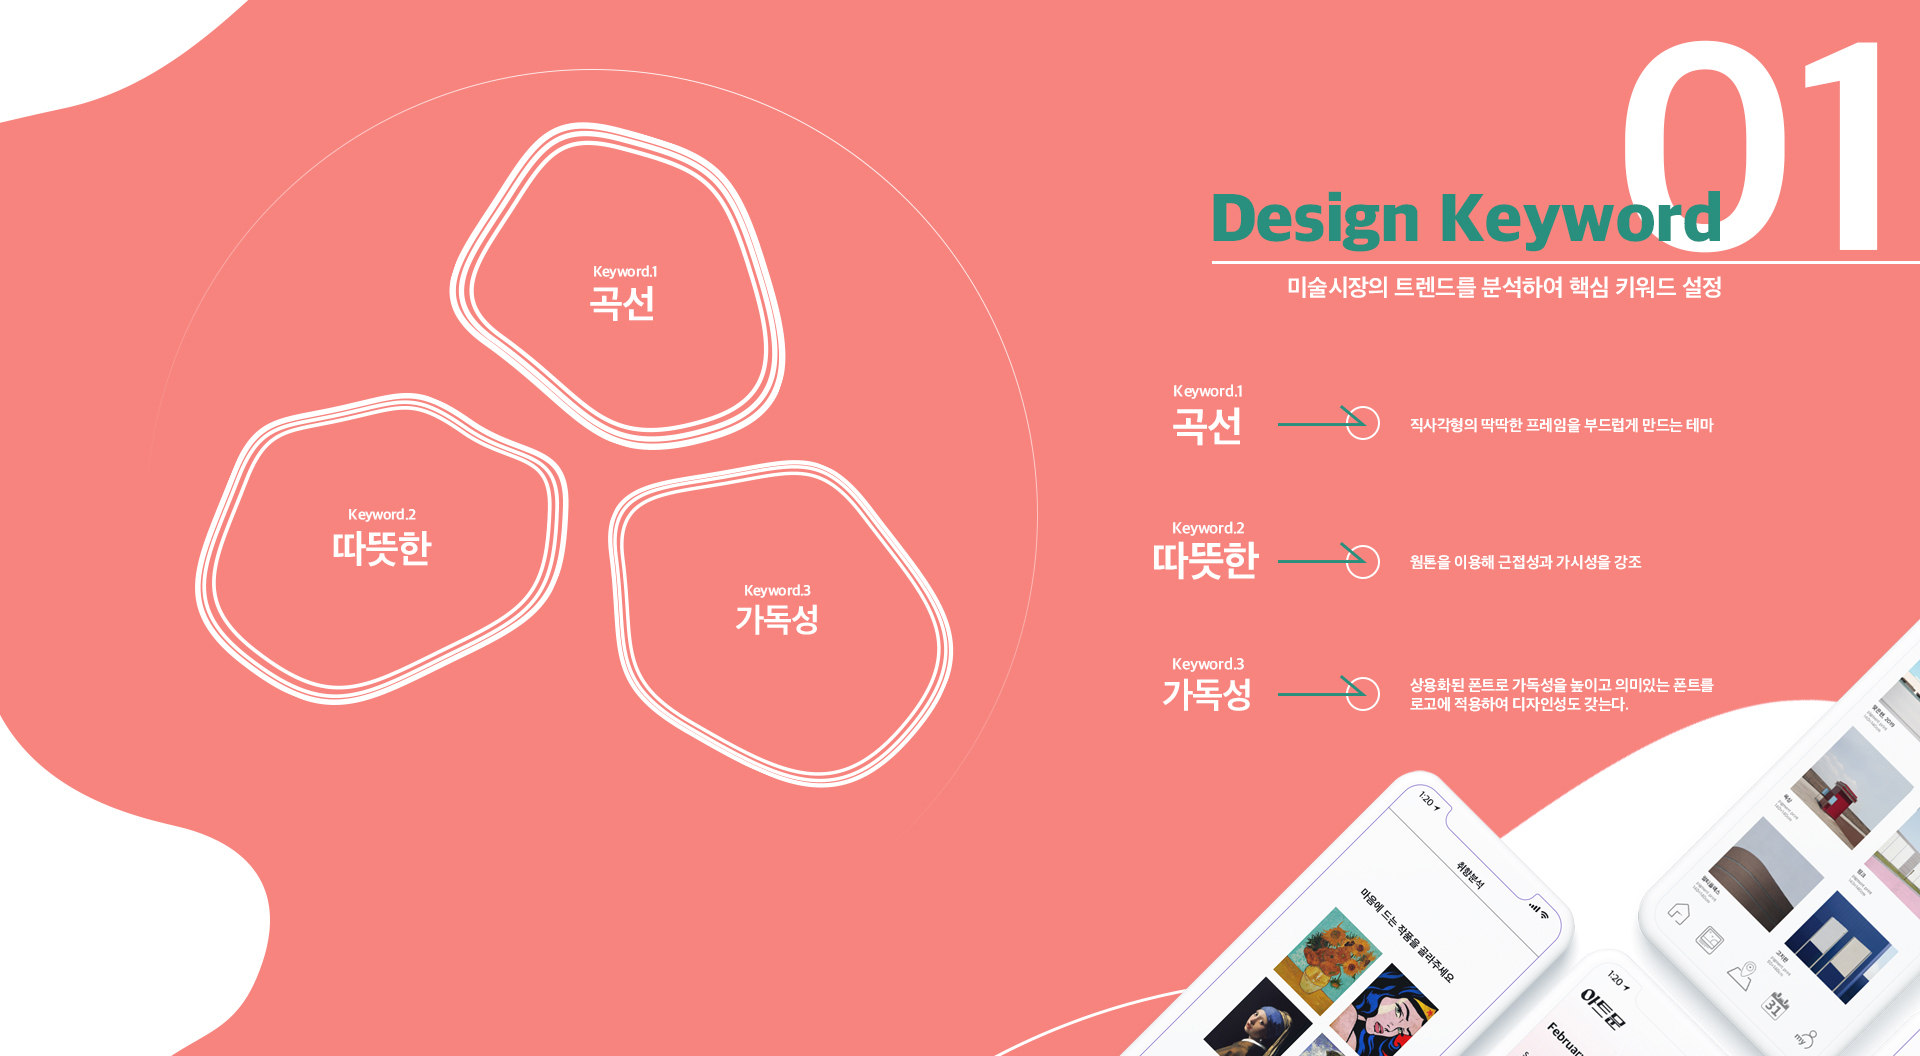 01
Design Keyword
미술시장의 트렌드를 분석하여 핵심 키워드 설정
Keyword.1
곡선
Keyword.2
따뜻한
Keyword.3
가독성
Keyword.1
곡선
직사각형의 딱딱한 프레임을 부드럽게 만드는 테마
Keyword.2
따뜻한
웜톤을 이용해 근접성과 가시성을 강조
Keyword.3
가독성
상용화된 폰트로 가독성을 높이고 의미있는 폰트를
로고에 적용하여 디자인성도 갖는다.
1:20
취향분석
마음에 드는 작품을 골라주세요
1:20
아트문
31
my